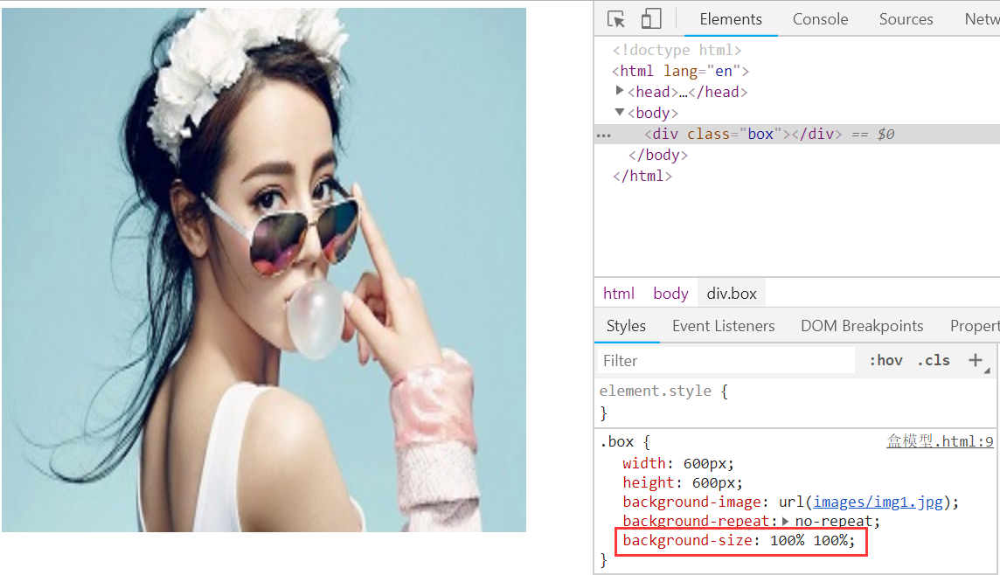 Elements Console Sources Netw
<!doctype html>
<html lang="en">
▶<head>…</head>
▼<body>
... <div class="box"></div> == $0
</body>
</html>
html body div.box
Styles Event Listeners DOM Breakpoints Propert
Filter :hov .cls +
element.style {
}
.box { 盒模型.html:9
width: 600px;
height: 600px;
background-image: url(images/img1.jpg);
background-repeat:▶no-repeat;
background-size: 100% 100%;
}